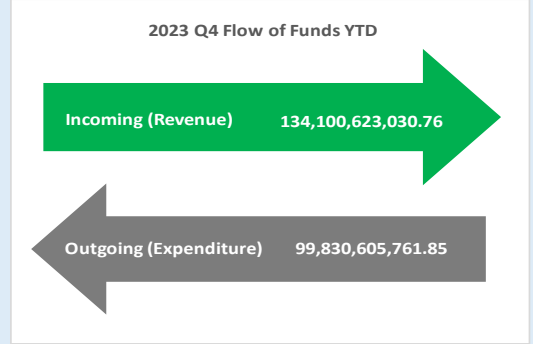 2023 Q4 Flow of Funds YTD
Incoming (Revenue) 134,100,623,030.76
Outgoing (Expenditure) 99,830,605,761.85